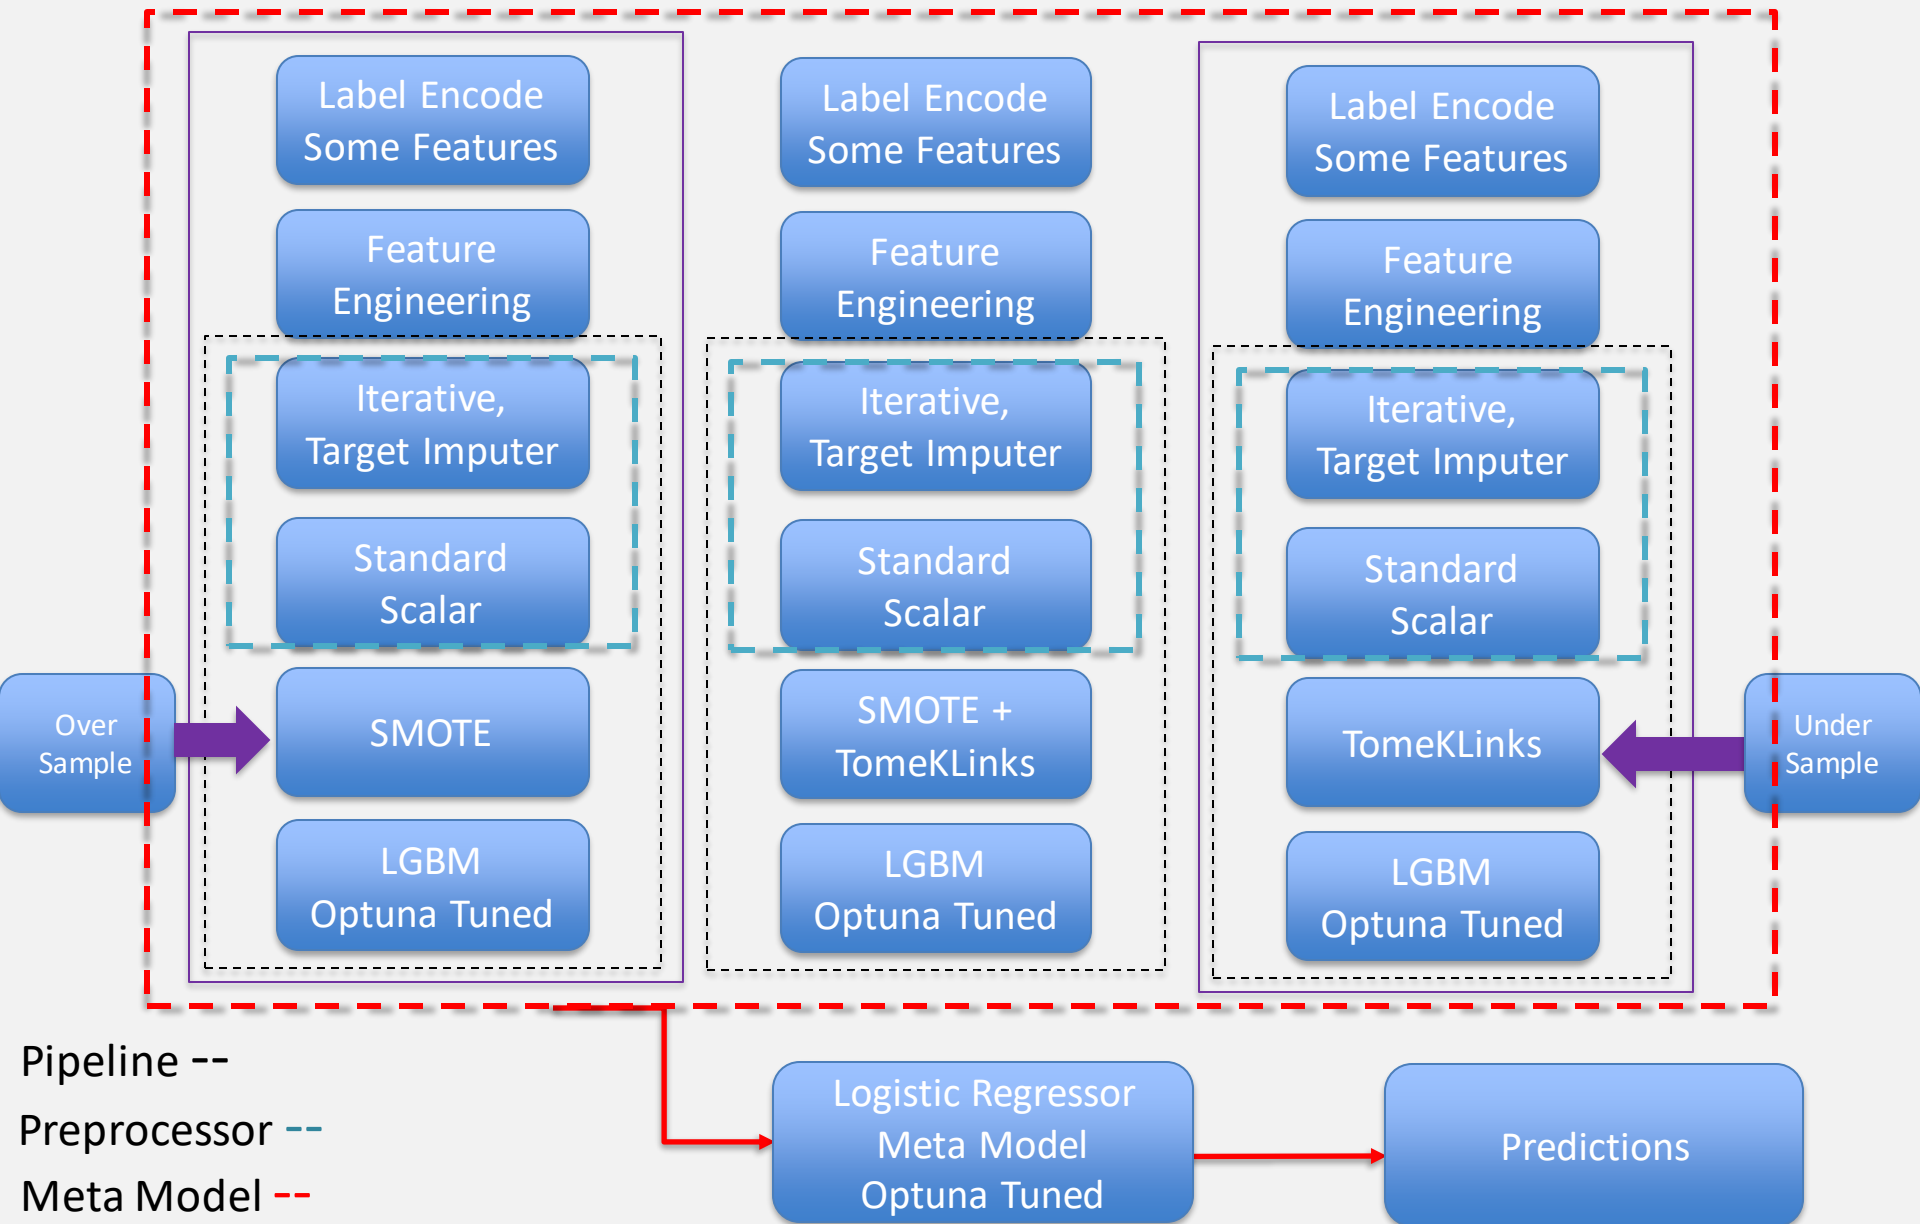 Label Encode
Some Features
Feature
Engineering
Iterative,
Target Imputer
Standard
Scalar
SMOTE
LGBM
Optuna Tuned
Label Encode
Some Features
Feature
Engineering
Iterative,
Target Imputer
Standard
Scalar
SMOTE +
TomeKLinks
LGBM
Optuna Tuned
Label Encode
Some Features
Feature
Engineering
Iterative,
Target Imputer
Standard
Scalar
TomeKLinks
LGBM
Optuna Tuned
Over
Sample
Under
Sample
Pipeline --
Preprocessor --
Meta Model --
Logistic Regressor
Meta Model
Optuna Tuned
Predictions